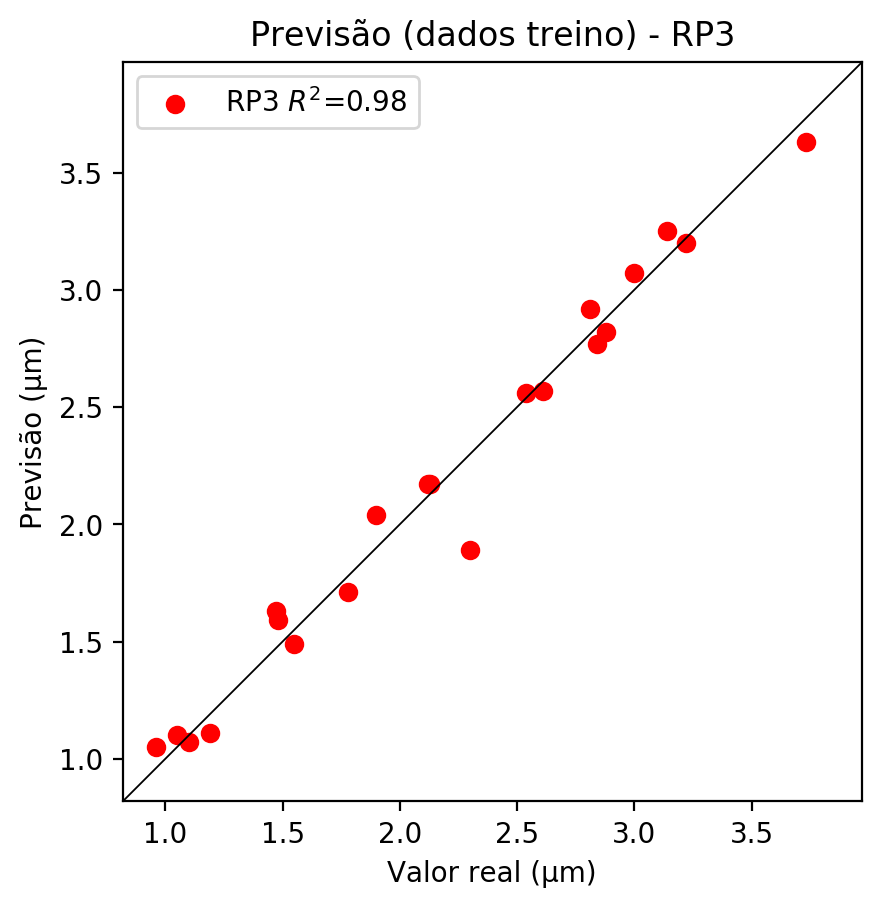 Previsão (dados treino) - RP3
RP3 R²=0.98
3.5
3.0
2.5
2.0
1.5
1.0
Previsão (µm)
1.0 1.5 2.0 2.5 3.0 3.5
Valor real (µm)